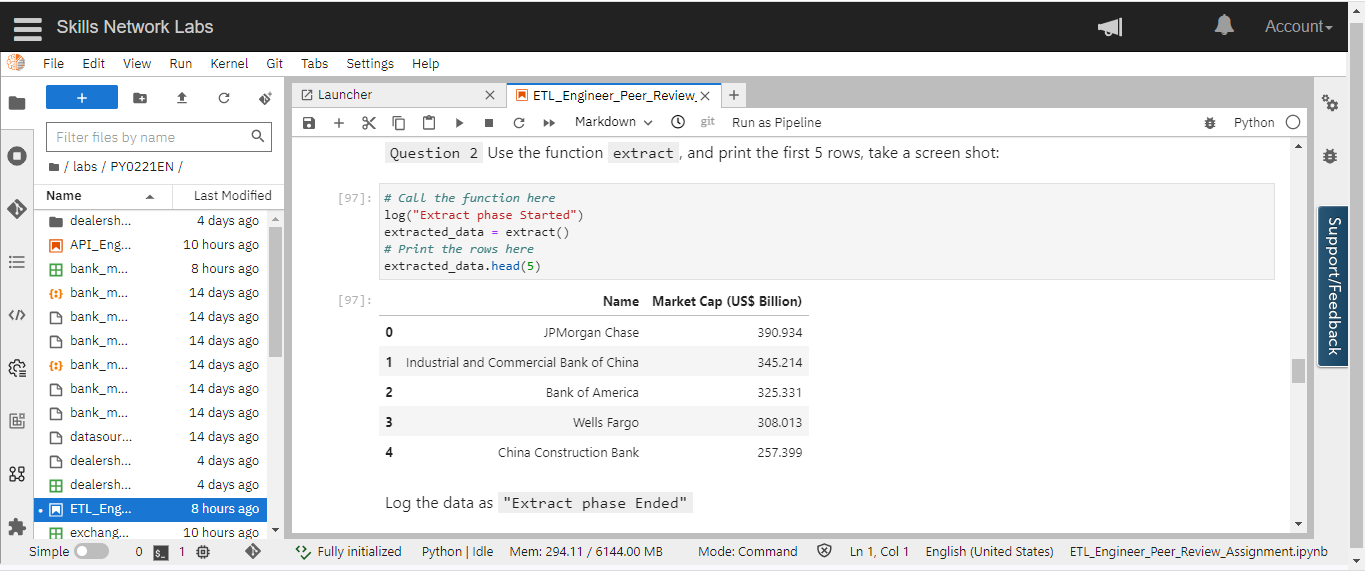 Skills Network Labs
Account
File Edit View Run Kernel Git Tabs Settings Help
+
Filter files by name
/ labs / PY0221EN /
Name Last Modified
dealersh... 4 days ago
API_Eng... 10 hours ago
bank_m... 8 hours ago
bank_m... 14 days ago
bank_m... 14 days ago
bank_m... 14 days ago
bank_m... 14 days ago
bank_m... 14 days ago
bank_m... 14 days ago
datasour... 14 days ago
dealersh... 4 days ago
dealersh... 4 days ago
ETL_Eng... 8 hours ago
exchang... 10 hours ago
Launcher
ETL_Engineer_Peer_Review_
+
Markdown git Run as Pipeline Python
Question 2 Use the function extract, and print the first 5 rows, take a screen shot:
[97]:
# Call the function here
log("Extract phase Started")
extracted_data = extract()
# Print the rows here
extracted_data.head(5)
[97]:
Name Market Cap (US$ Billion)
0 JPMorgan Chase 390.934
1 Industrial and Commercial Bank of China 345.214
2 Bank of America 325.331
3 Wells Fargo 308.013
4 China Construction Bank 257.399
Log the data as "Extract phase Ended"
Support/Feedback
Simple 0 $_ 1 Fully initialized Python | Idle Mem: 294.11 / 6144.00 MB Mode: Command Ln 1, Col 1 English (United States) ETL_Engineer_Peer_Review_Assignment.ipynb